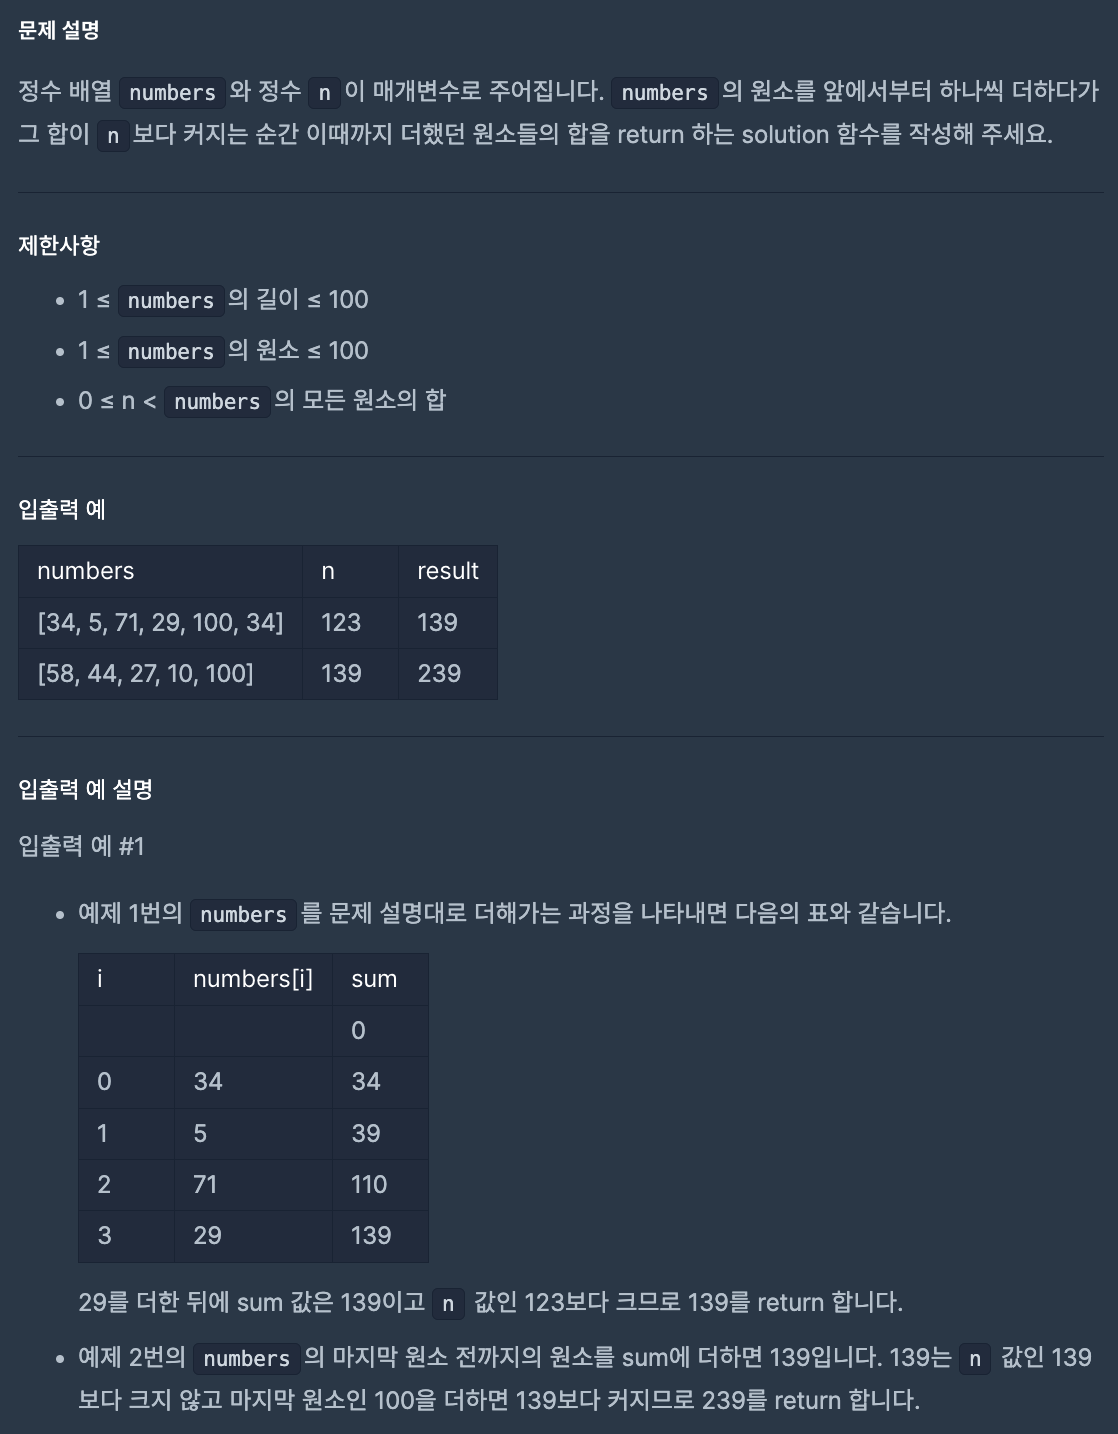 문제 설명
정수 배열 numbers와 정수 n이 매개변수로 주어집니다. numbers의 원소를 앞에서부터 하나씩 더하다가
그 합이 n보다 커지는 순간 이때까지 더했던 원소들의 합을 return 하는 solution 함수를 작성해 주세요.
제한사항
• 1 ≤ numbers의 길이 ≤ 100
• 1 ≤ numbers의 원소 ≤ 100
• 0 ≤ n < numbers의 모든 원소의 합
입출력 예
numbers n result
[34, 5, 71, 29, 100, 34] 123 139
[58, 44, 27, 10, 100] 139 239
입출력 예 설명
입출력 예 #1
• 예제 1번의 numbers를 문제 설명대로 더해가는 과정을 나타내면 다음의 표와 같습니다.
i numbers[i] sum
0
0 34 34
1 5 39
2 71 110
3 29 139
29를 더한 뒤에 sum 값은 139이고 n 값인 123보다 크므로 139를 return 합니다.
• 예제 2번의 numbers의 마지막 원소 전까지의 원소를 sum에 더하면 139입니다. 139는 n 값인 139
보다 크지 않고 마지막 원소인 100을 더하면 139보다 커지므로 239를 return 합니다.